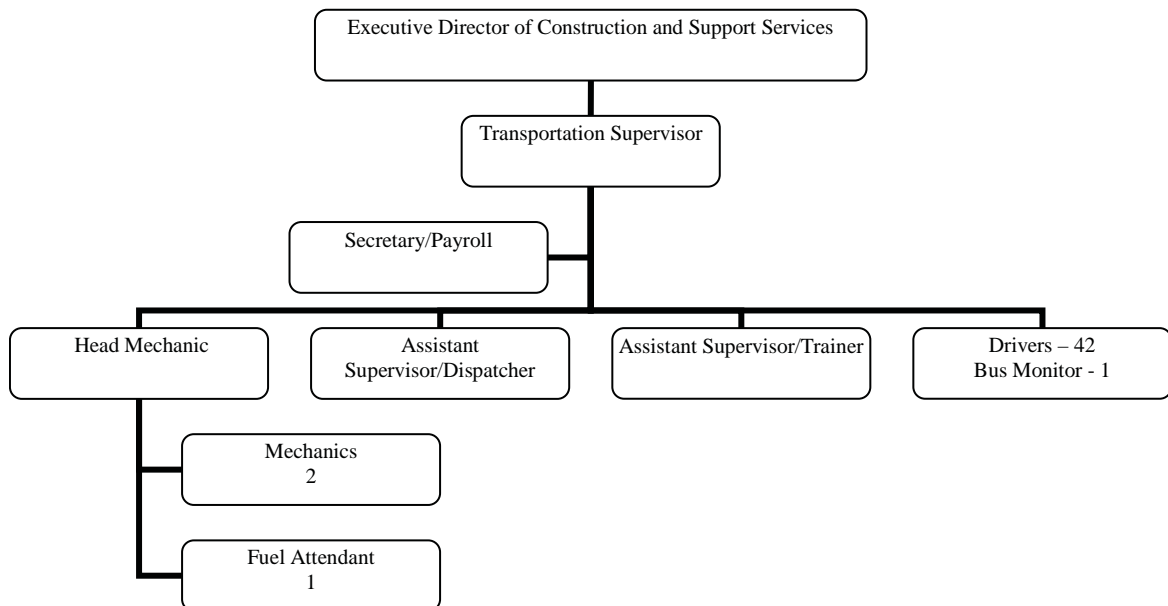 Executive Director of Construction and Support Services
Transportation Supervisor
Secretary/Payroll
Head Mechanic
Assistant
Supervisor/Dispatcher
Assistant Supervisor/Trainer
Drivers – 42
Bus Monitor - 1
Mechanics
2
Fuel Attendant
1